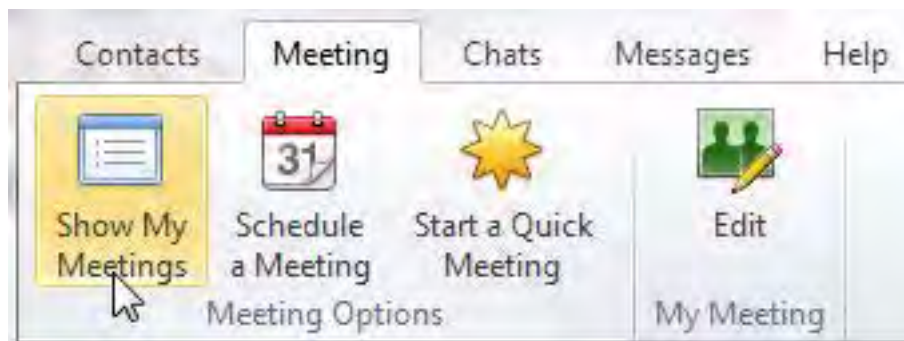 Contacts Meeting Chats Messages Help
31
Show My Schedule Start a Quick Edit
Meetings a Meeting Meeting
Meeting Options My Meeting